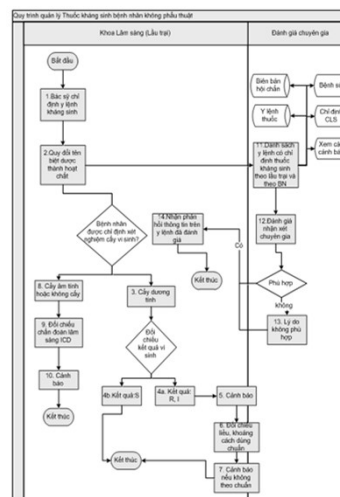 Quy trình quản lý Thuốc kháng sinh bệnh nhân không phẫu thuật
Khoa Lâm sàng (Lầu trại)
Đánh giá chuyên gia
Bắt đầu
1.Bác sỹ chỉ
định y lệnh
kháng sinh
2.Quy đổi tên
biệt dược
thành hoạt
chất
Bệnh nhân
được chỉ định xét
nghiệm cấy vi sinh?
8. Cấy âm tính
hoặc không cấy
3. Cấy dương
tính
9. Đối chiếu
chẩn đoán lâm
sàng ICD
10. Cảnh
báo
Kết thúc
Đối
chiếu
kết quả vi
sinh
4b.Kết quả:S
4a. Kết quả:
R, I
5. Cảnh báo
6. Đối chiếu
liều, khoảng
cách dùng
chuẩn
7. Cảnh báo
nếu không
theo chuẩn
Kết thúc
14.Nhận phản
hồi thông tin trên
y lệnh đã đánh
giá
Kết thúc
Biên bản
hội chẩn
Y lệnh
thuốc
Bệnh s
Chỉ địn
CLS
Xem cả
cảnh bá
11.Danh sách
y lệnh có chỉ
định thuốc
kháng sinh
theo lầu trại và
theo BN
12.Đánh giá
nhận xét
chuyên gia
Có
Phù hợp
không
13. Lý do
không phù
hợp